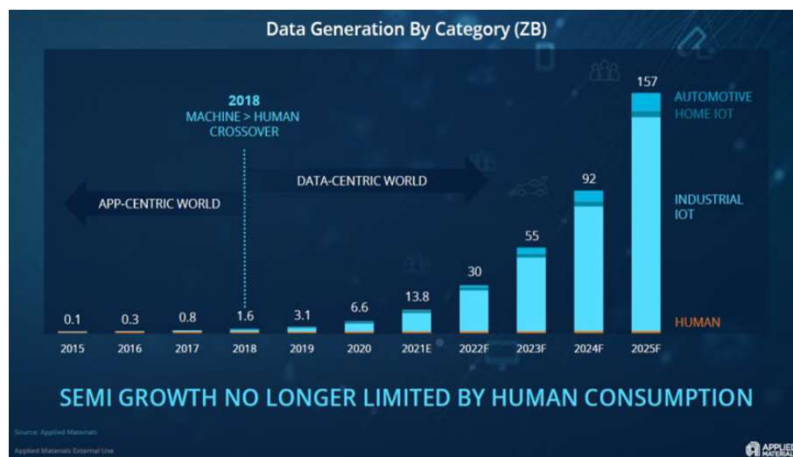 Data Generation By Category (ZB)
2018
MACHINE > HUMAN
CROSSOVER
APP-CENTRIC WORLD
DATA-CENTRIC WORLD
0.1
0.3
0.8
1.6
3.1
6.6
13.8
30
55
92
157
AUTOMOTIVE
HOME IOT
INDUSTRIAL
IOT
HUMAN
2015
2016
2017
2018
2019
2020
2021E
2022F
2023F
2024F
2025F
SEMI GROWTH NO LONGER LIMITED BY HUMAN CONSUMPTION
Source: Applied Materials
Applied Materials External Use
APPLIED
MATERIAL